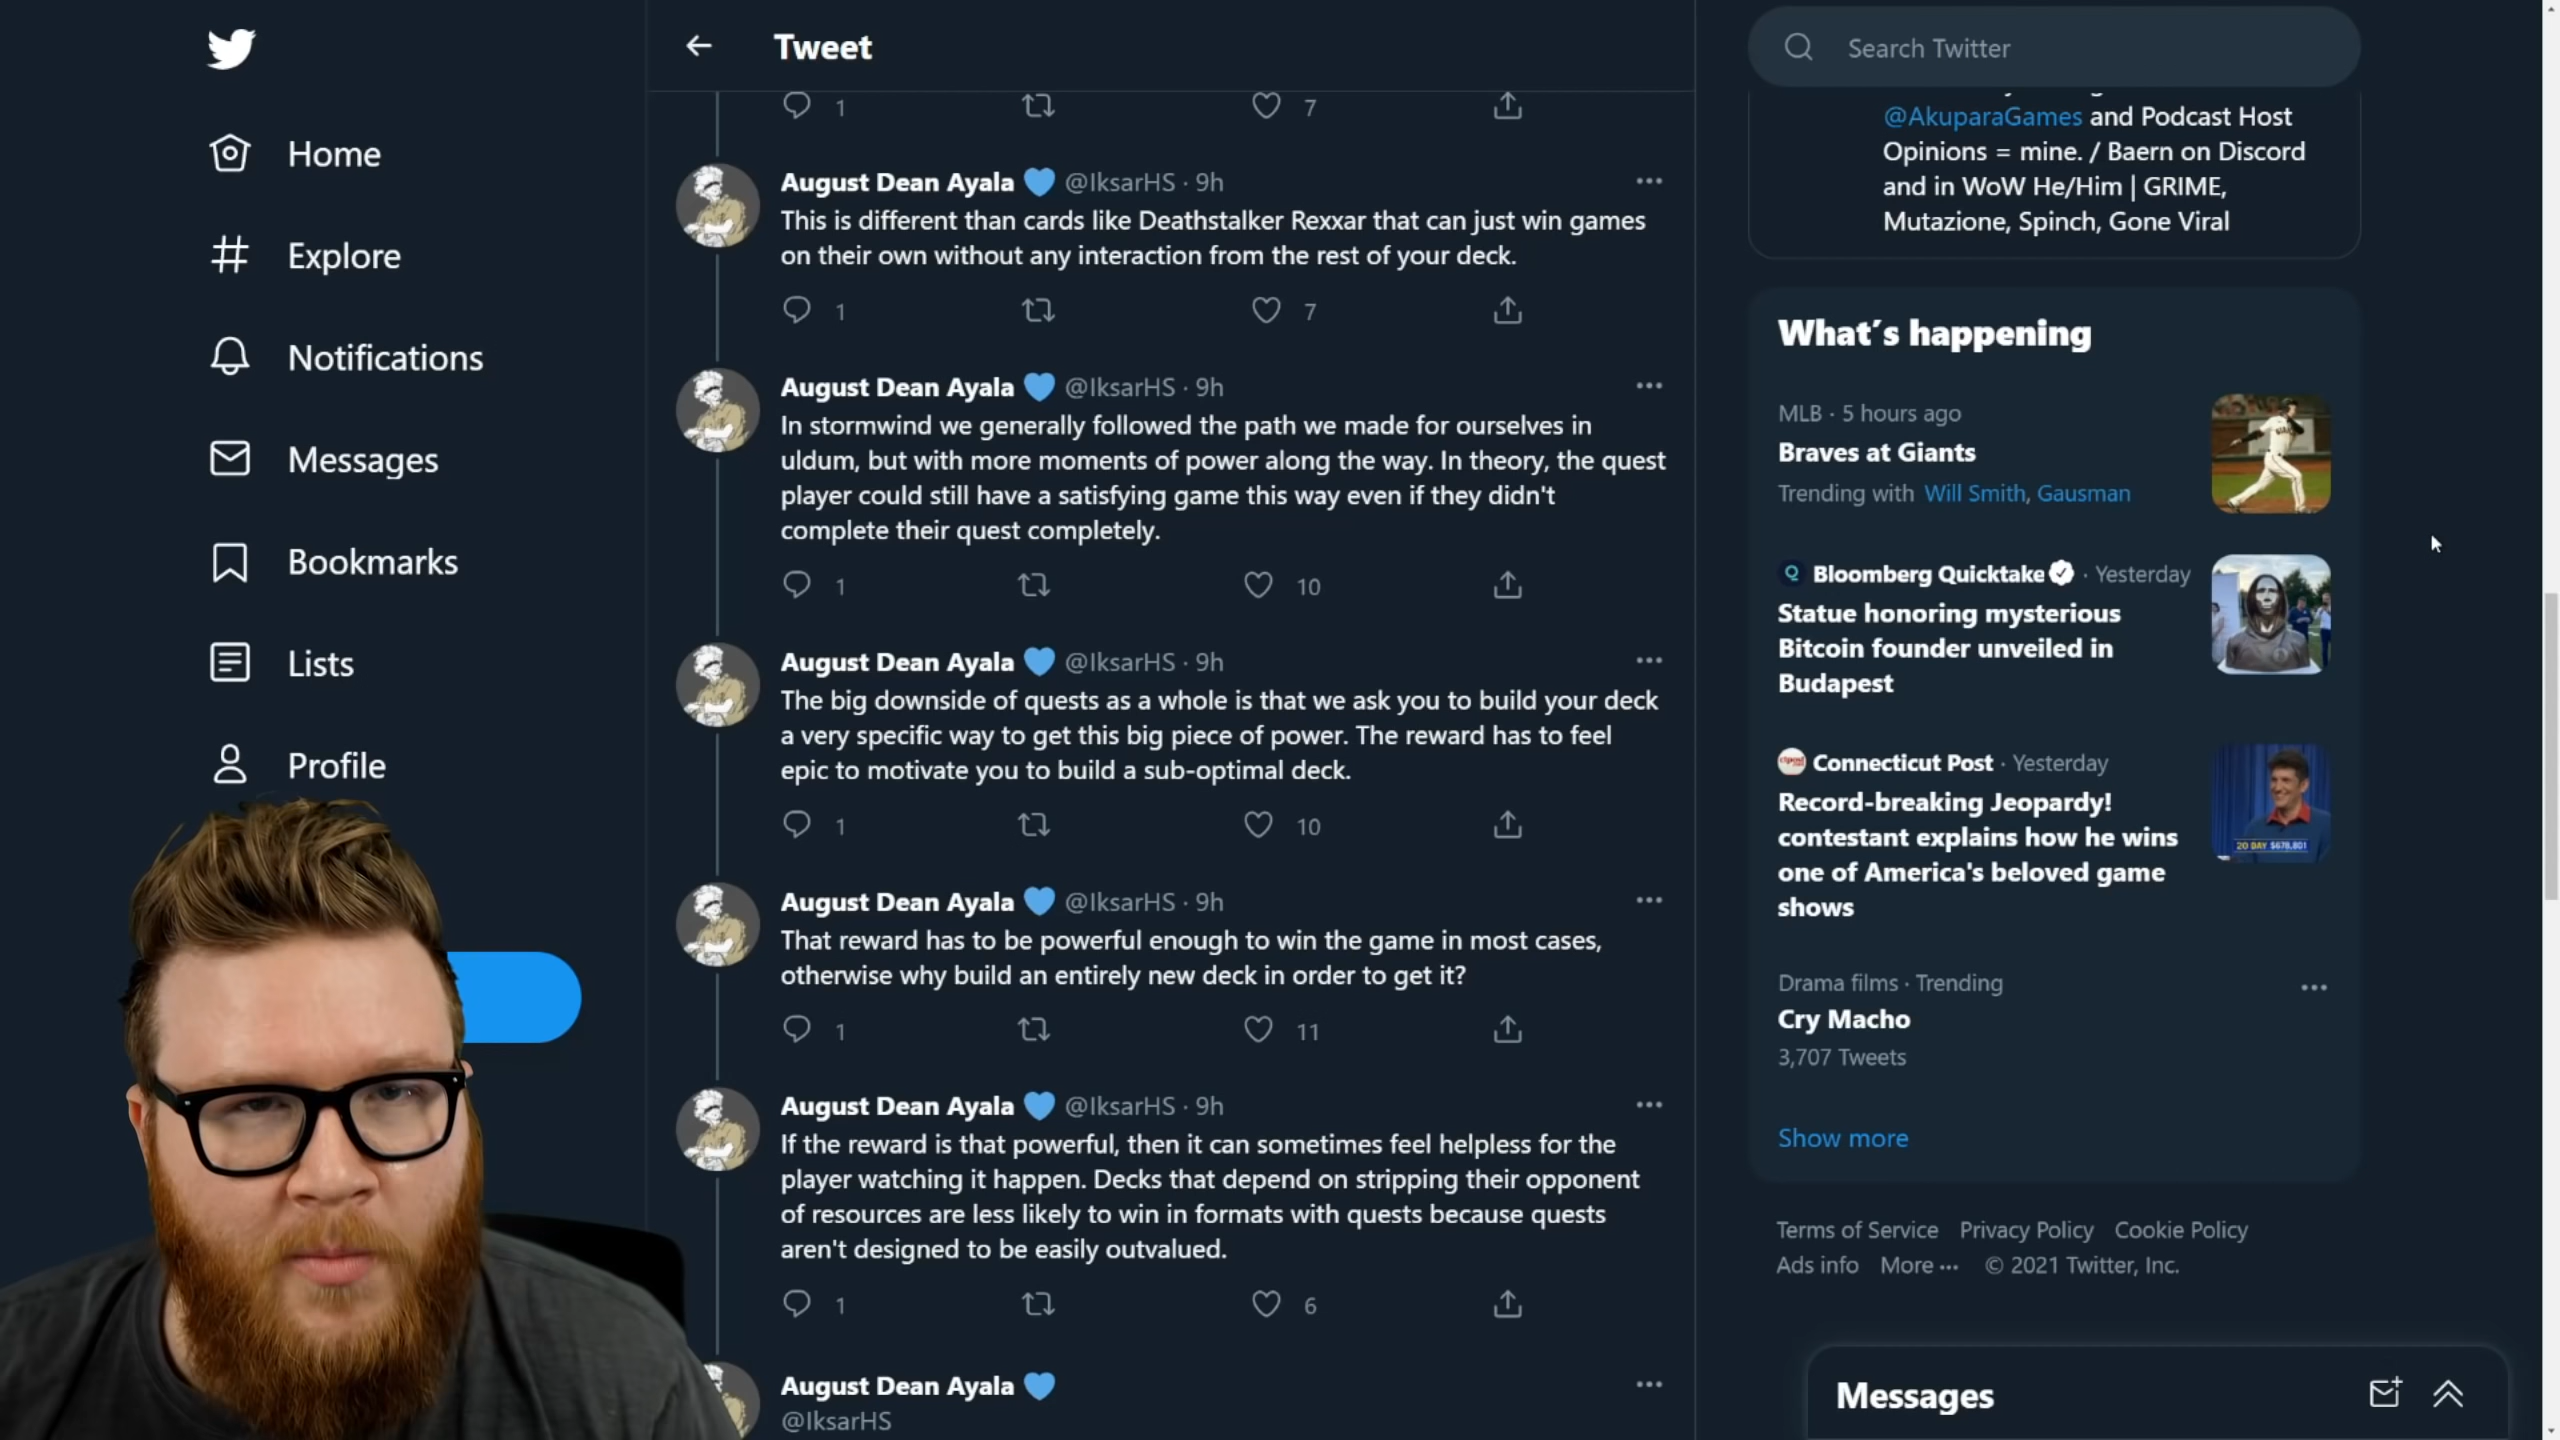 Home
Explore
Notifications
Messages
Bookmarks
Lists
Profile
Tweet
1
7
August Dean Ayala 💙 @IksarHS · 9h
This is different than cards like Deathstalker Rexxar that can just win games
on their own without any interaction from the rest of your deck.
1
7
August Dean Ayala 💙 @IksarHS · 9h
In stormwind we generally followed the path we made for ourselves in
uldum, but with more moments of power along the way. In theory, the quest
player could still have a satisfying game this way even if they didn't
complete their quest completely.
1
10
August Dean Ayala 💙 @IksarHS · 9h
The big downside of quests as a whole is that we ask you to build your deck
a very specific way to get this big piece of power. The reward has to feel
epic to motivate you to build a sub-optimal deck.
1
10
August Dean Ayala 💙 @IksarHS · 9h
That reward has to be powerful enough to win the game in most cases,
otherwise why build an entirely new deck in order to get it?
1
11
August Dean Ayala 💙 @IksarHS · 9h
If the reward is that powerful, then it can sometimes feel helpless for the
player watching it happen. Decks that depend on stripping their opponent
of resources are less likely to win in formats with quests because quests
aren't designed to be easily outvalued.
1
6
August Dean Ayala 💙
@IksarHS
Search Twitter
@AkuparaGames and Podcast Host
Opinions = mine. / Baern on Discord
and in WoW He/Him | GRIME,
Mutazione, Spinch, Gone Viral
What's happening
MLB · 5 hours ago
Braves at Giants
Trending with Will Smith, Gausman
Bloomberg Quicktake · Yesterday
Statue honoring mysterious
Bitcoin founder unveiled in
Budapest
Connecticut Post · Yesterday
Record-breaking Jeopardy!
contestant explains how he wins
one of America's beloved game
shows
20 DAY $678,801
Drama films · Trending
Cry Macho
3,707 Tweets
Show more
Terms of Service Privacy Policy Cookie Policy
Ads info More ··· © 2021 Twitter, Inc.
Messages